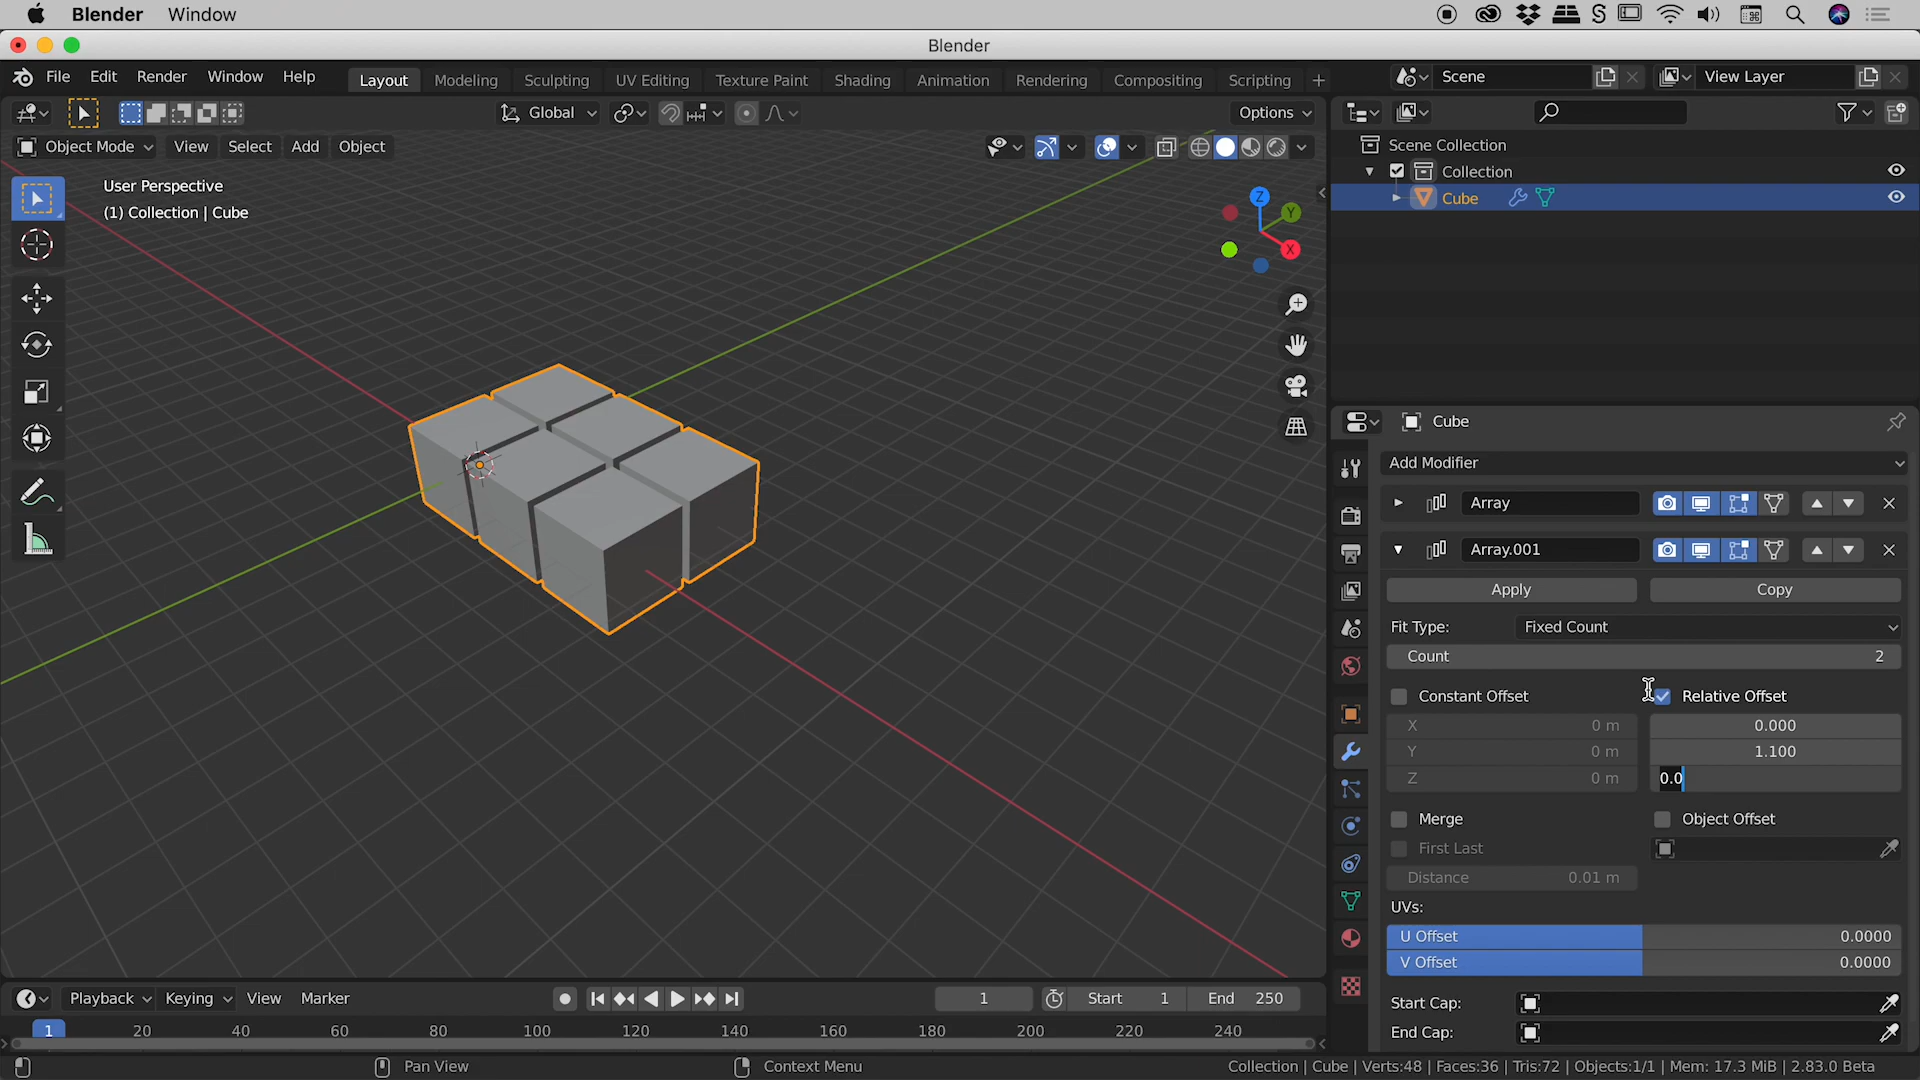 Blender Window
Blender
File Edit Render Window Help Layout Modeling Sculpting UV Editing Texture Paint Shading Animation Rendering Compositing Scripting + Scene View Layer
Global Options
Object Mode View Select Add Object
User Perspective
(1) Collection | Cube
Z
Y
X
Scene Collection
Collection
Cube
Cube
Add Modifier
Array
Array.001
Apply Copy
Fit Type: Fixed Count
Count 2
Constant Offset Relative Offset
X 0 m 0.000
Y 0 m 1.100
Z 0 m 0.0
Merge Object Offset
First Last
Distance 0.01 m
UVs:
U Offset 0.0000
V Offset 0.0000
Start Cap:
End Cap:
Playback Keying View Marker 1 Start 1 End 250
1 20 40 60 80 100 120 140 160 180 200 220 240
Pan View Context Menu Collection | Cube | Verts:48 | Faces:36 | Tris:72 | Objects:1/1 | Mem: 17.3 MiB | 2.83.0 Beta